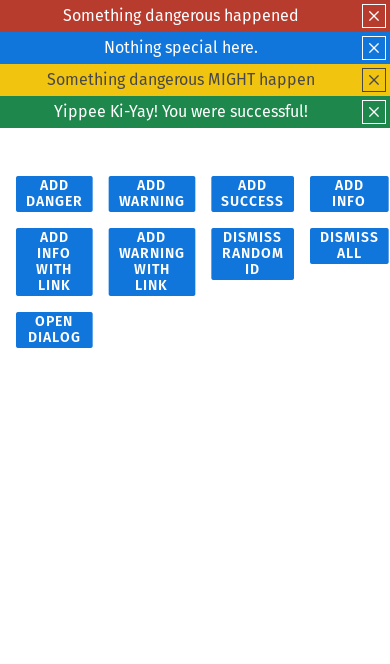 Something dangerous happened
Nothing special here.
Something dangerous MIGHT happen
Yippee Ki-Yay! You were successful!
ADD
DANGER
ADD
WARNING
ADD
SUCCESS
ADD
INFO
ADD
INFO
WITH
LINK
ADD
WARNING
WITH
LINK
DISMISS
RANDOM
ID
DISMISS
ALL
OPEN
DIALOG